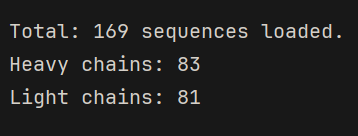 Total: 169 sequences loaded.
Heavy chains: 83
Light chains: 81